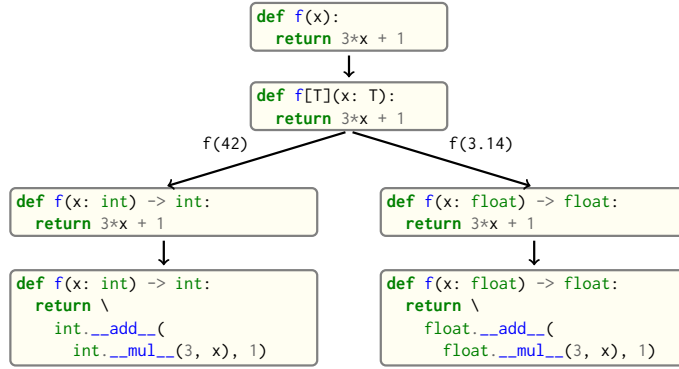 def f(x):
  return 3*x + 1
def f[T](x: T):
  return 3*x + 1
f(42)
f(3.14)
def f(x: int) -> int:
  return 3*x + 1
def f(x: float) -> float:
  return 3*x + 1
def f(x: int) -> int:
  return \
    int.__add__(
      int.__mul__(3, x), 1)
def f(x: float) -> float:
  return \
    float.__add__(
      float.__mul__(3, x), 1)